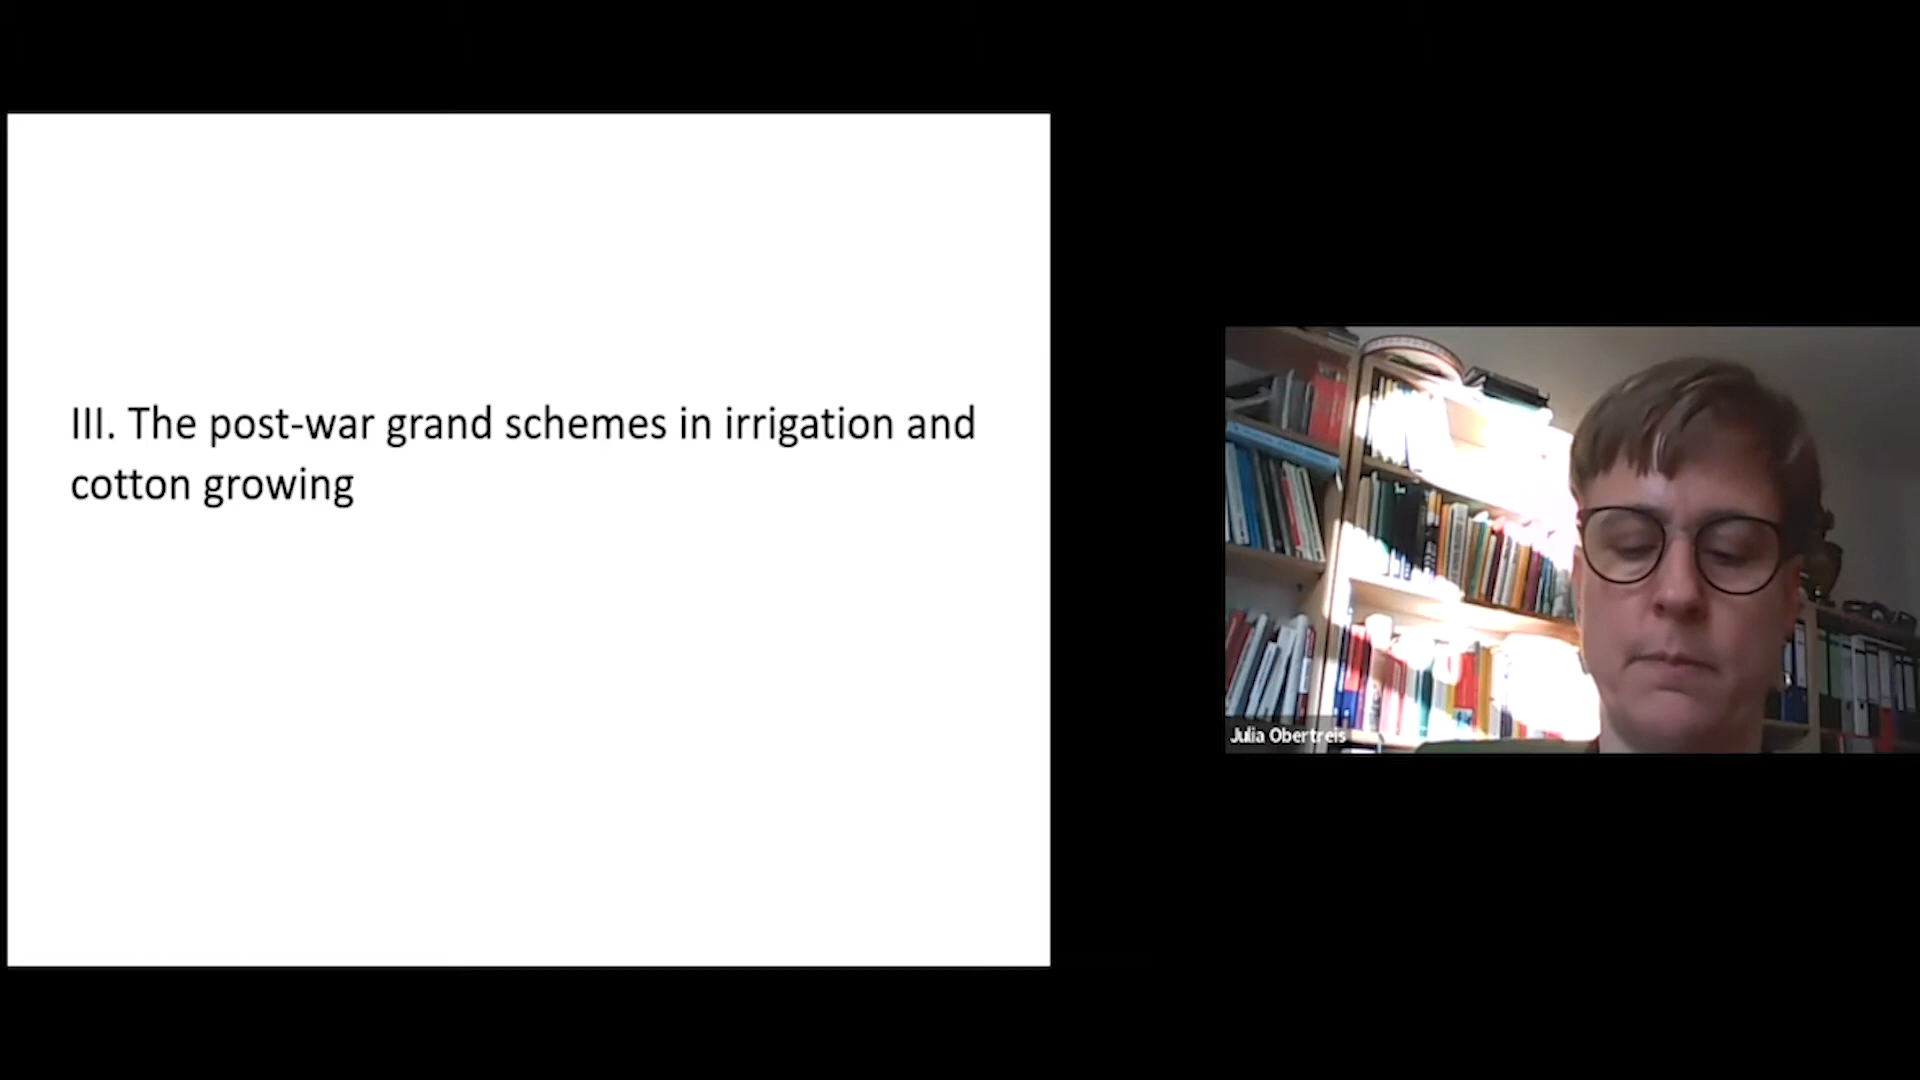 III. The post-war grand schemes in irrigation and
cotton growing
Julia Obertreis